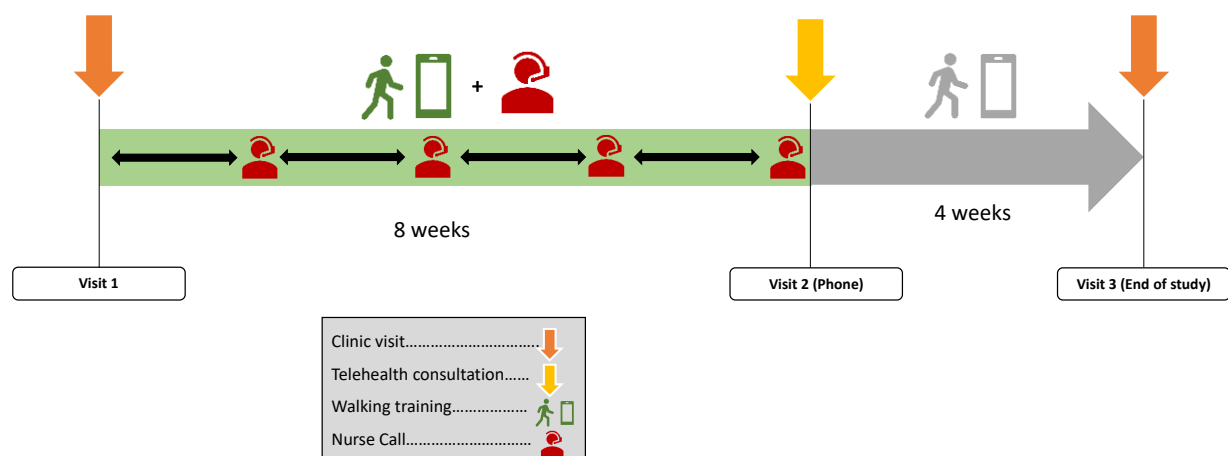 +
8 weeks
4 weeks
Visit 1
Visit 2 (Phone)
Visit 3 (End of study)
Clinic visit…………………………..
Telehealth consultation……
Walking training………………
Nurse Call……………………………